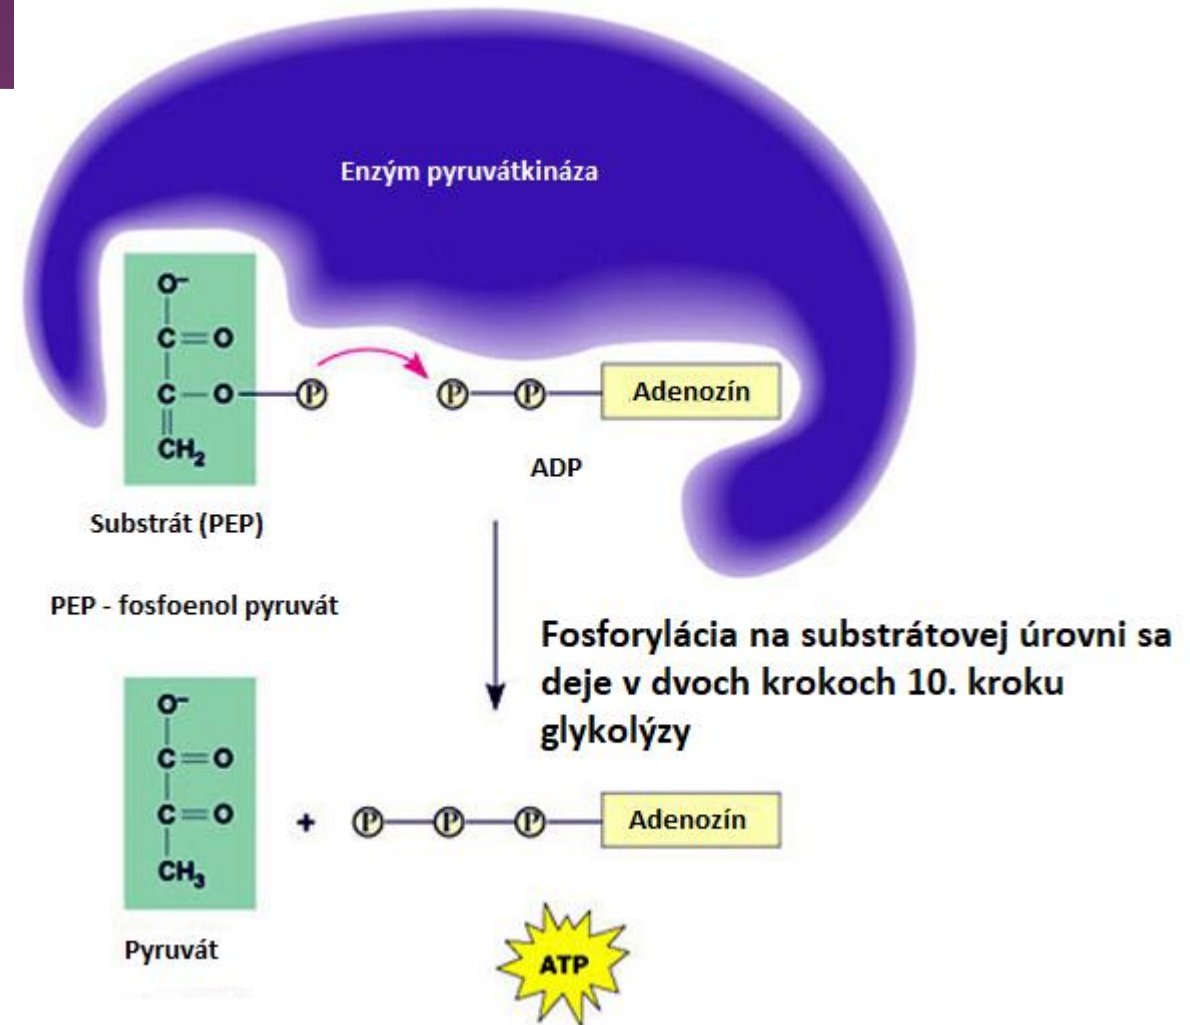 Enzým pyruvátkináza
O⁻
C=O
C—O—P
CH₂
P—P—Adenozín
ADP
Substrát (PEP)
PEP - fosfoenol pyruvát
Fosforylácia na substrátovej úrovni sa
deje v dvoch krokoch 10. kroku
glykolýzy
O⁻
C=O
C=O
CH₃
+ P—P—P—Adenozín
Pyruvát
ATP